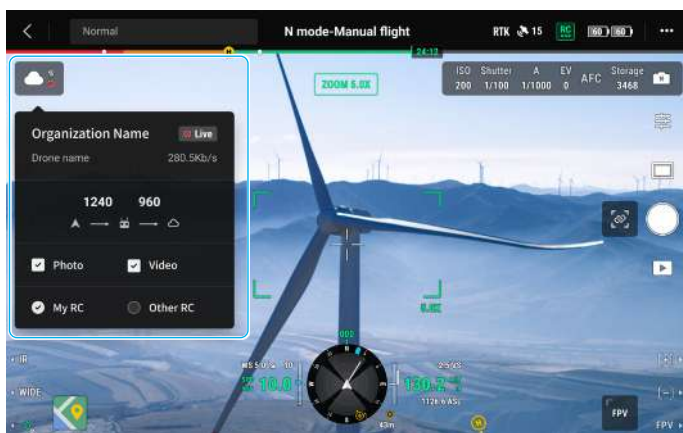 Normal
N mode-Manual flight
RTK 15 RC 60 60
24:13
ZOOM 5.0X
ISO Shutter A EV AFC Storage
200 1/100 1/1000 0 3468
N
Organization Name Live
Drone name 280.5Kb/s
1240 960
Photo Video
My RC Other RC
000
IR
WIDE
10.0
130.2
43m
FPV
FPV